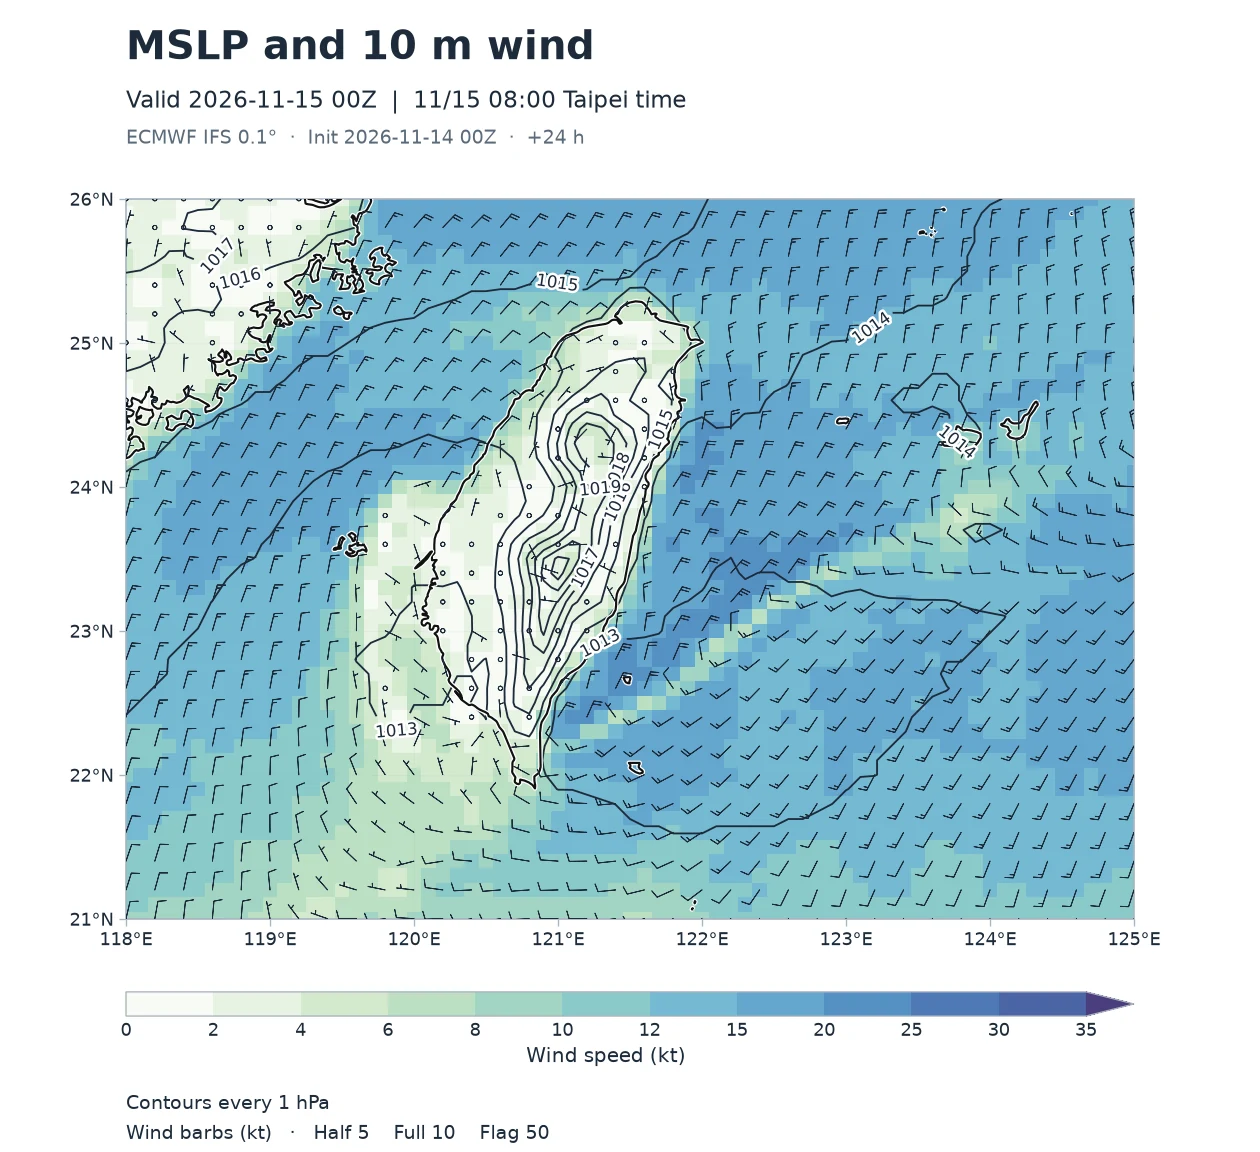 MSLP and 10 m wind
Valid 2026-11-15 00Z | 11/15 08:00 Taipei time
ECMWF IFS 0.1° · Init 2026-11-14 00Z · +24 h
26°N
1017
1016
1015
1014
25°N
1015
1014
1018
24°N
1019
1016
1017
23°N
1013
1013
22°N
21°N
118°E 119°E 120°E 121°E 122°E 123°E 124°E 125°E
0 2 4 6 8 10 12 15 20 25 30 35
Wind speed (kt)
Contours every 1 hPa
Wind barbs (kt) · Half 5 Full 10 Flag 50